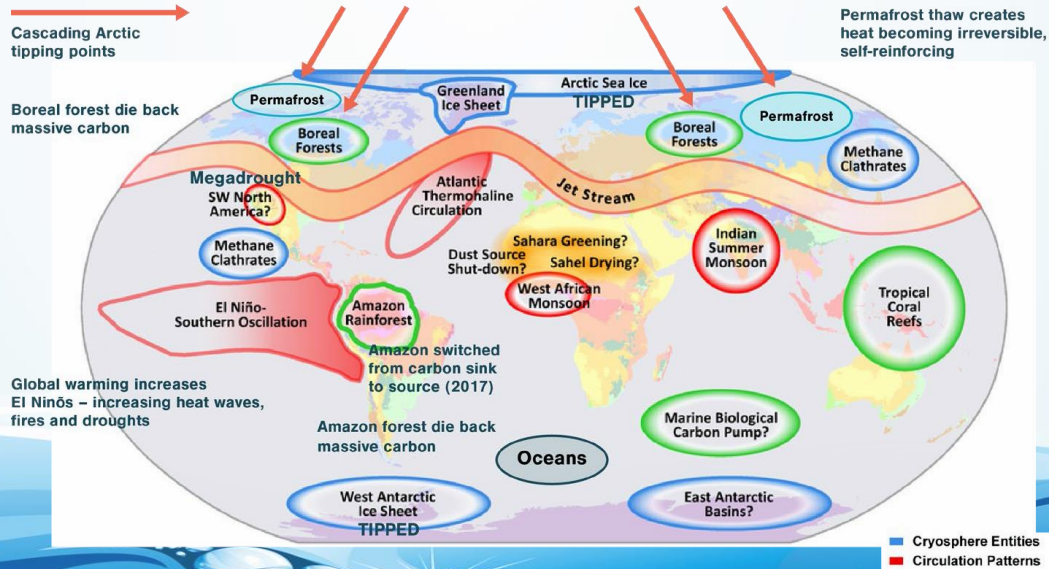 Cascading Arctic
tipping points
Permafrost thaw creates
heat becoming irreversible,
self-reinforcing
Arctic Sea Ice
TIPPED
Greenland
Ice Sheet
Permafrost
Permafrost
Boreal forest die back
massive carbon
Boreal
Forests
Boreal
Forests
Methane
Clathrates
Megadrought
SW North
America?
Atlantic
Thermohaline
Circulation
Jet Stream
Methane
Clathrates
Sahara Greening?
Dust Source
Shut-down?
Sahel Drying?
West African
Monsoon
Indian
Summer
Monsoon
El Niño-
Southern Oscillation
Amazon
Rainforest
Tropical
Coral
Reefs
Amazon switched
from carbon sink
to source (2017)
Global warming increases
El Ninōs – increasing heat waves,
fires and droughts
Amazon forest die back
massive carbon
Marine Biological
Carbon Pump?
Oceans
West Antarctic
Ice Sheet
TIPPED
East Antarctic
Basins?
Cryosphere Entities
Circulation Patterns